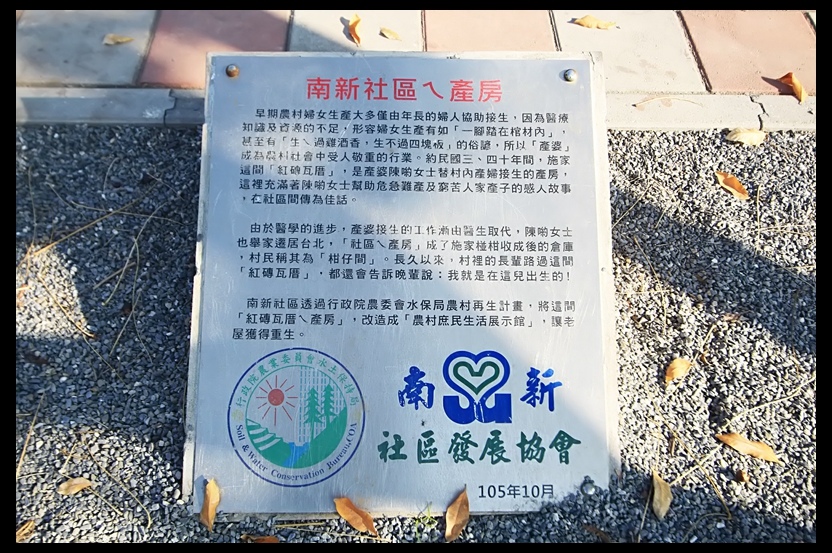 南新社區ㄟ產房
早期農村婦女生產大多僅由年長的婦人協助接生，因為醫療
知識及資源的不足，形容婦女生產有如「一腳踏在棺材內」，
甚至有「生ㄟ過雞酒香，生不過四塊板」的俗諺，所以「產婆」
成為農村社會中受人敬重的行業。約民國三、四十年間，施家
這間「紅磚瓦厝」，是產婆陳啲女士替村內產婦接生的產房，
這裡充滿著陳啲女士幫助危急難產及窮苦人家產子的感人故事
，在社區間傳為佳話。
由於醫學的進步，產婆接生的工作漸由醫生取代，陳啲女士
也舉家遷居台北，「社區ㄟ產房」成了施家椪柑收成後的倉庫
，村民稱其為「柑仔間」。長久以來，村裡的長輩路過這間
「紅磚瓦厝」，都還會告訴晚輩說：我就是在這兒出生的！
南新社區透過行政院農委會水保局農村再生計畫，將這間
「紅磚瓦厝ㄟ產房」，改造成「農村庶民生活展示館」，讓老
屋獲得重生。
行政院農業委員會水土保持局
Soil & Water Conservation Bureau,COA
南 新
社區發展協會
105年10月